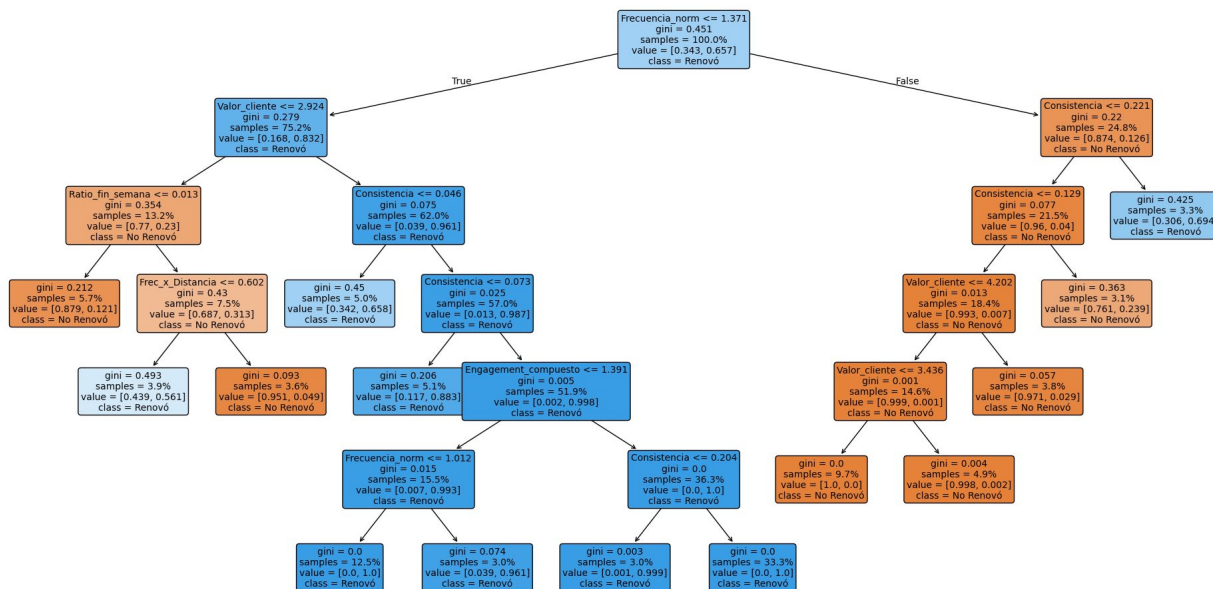 Frecuencia_norm <= 1.371
gini = 0.451
samples = 100.0%
value = [0.343, 0.657]
class = Renovó
True
False
Valor_cliente <= 2.924
gini = 0.279
samples = 75.2%
value = [0.168, 0.832]
class = Renovó
Consistencia <= 0.221
gini = 0.22
samples = 24.8%
value = [0.874, 0.126]
class = No Renovó
Ratio_fin_semana <= 0.013
gini = 0.354
samples = 13.2%
value = [0.77, 0.23]
class = No Renovó
Consistencia <= 0.046
gini = 0.075
samples = 62.0%
value = [0.039, 0.961]
class = Renovó
Consistencia <= 0.129
gini = 0.077
samples = 21.5%
value = [0.96, 0.04]
class = No Renovó
gini = 0.425
samples = 3.3%
value = [0.306, 0.694]
class = Renovó
gini = 0.212
samples = 5.7%
value = [0.879, 0.121]
class = No Renovó
Frec_x_Distancia <= 0.602
gini = 0.43
samples = 7.5%
value = [0.687, 0.313]
class = No Renovó
gini = 0.45
samples = 5.0%
value = [0.342, 0.658]
class = Renovó
Consistencia <= 0.073
gini = 0.025
samples = 57.0%
value = [0.013, 0.987]
class = Renovó
Valor_cliente <= 4.202
gini = 0.013
samples = 18.4%
value = [0.993, 0.007]
class = No Renovó
gini = 0.363
samples = 3.1%
value = [0.761, 0.239]
class = No Renovó
gini = 0.493
samples = 3.9%
value = [0.439, 0.561]
class = Renovó
gini = 0.093
samples = 3.6%
value = [0.951, 0.049]
class = No Renovó
gini = 0.206
samples = 5.1%
value = [0.117, 0.883]
class = Renovó
Engagement_compuesto <= 1.391
gini = 0.005
samples = 51.9%
value = [0.002, 0.998]
class = Renovó
Valor_cliente <= 3.436
gini = 0.001
samples = 14.6%
value = [0.999, 0.001]
class = No Renovó
gini = 0.057
samples = 3.8%
value = [0.971, 0.029]
class = No Renovó
Frecuencia_norm <= 1.012
gini = 0.015
samples = 15.5%
value = [0.007, 0.993]
class = Renovó
Consistencia <= 0.204
gini = 0.0
samples = 36.3%
value = [0.0, 1.0]
class = Renovó
gini = 0.0
samples = 9.7%
value = [1.0, 0.0]
class = No Renovó
gini = 0.004
samples = 4.9%
value = [0.998, 0.002]
class = No Renovó
gini = 0.0
samples = 12.5%
value = [0.0, 1.0]
class = Renovó
gini = 0.074
samples = 3.0%
value = [0.039, 0.961]
class = Renovó
gini = 0.003
samples = 3.0%
value = [0.001, 0.999]
class = Renovó
gini = 0.0
samples = 33.3%
value = [0.0, 1.0]
class = Renovó